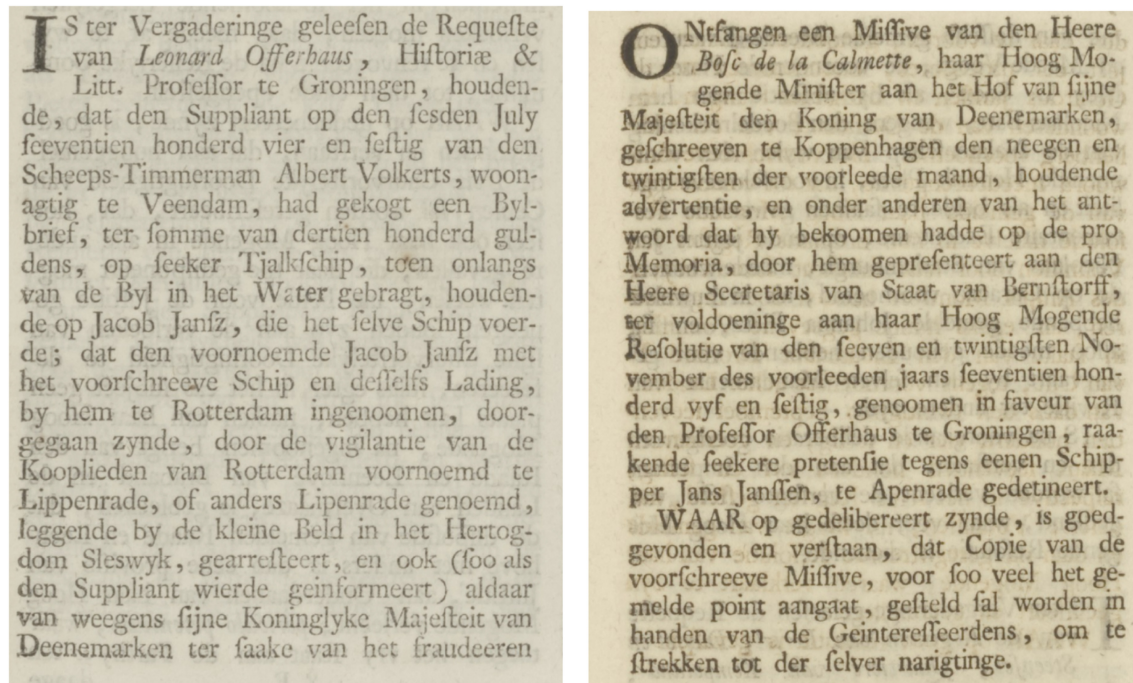 IS ter Vergaderinge geleesen de Requeſte
van Leonard Offerhaus, Hiſtoriæ &
Litt. Profeſſor te Groningen, houden-
de, dat den Suppliant op den ſesden July
ſeeventien honderd vier en ſeſtig van den
Scheeps-Timmerman Albert Volkerts, woon-
agtig te Veendam, had gekogt een Byl-
brief, ter ſomme van dertien honderd gul-
dens, op ſeeker Tjalkſchip, toen onlangs
van de Byl in het Water gebragt, houden-
de op Jacob Janſz, die het ſelve Schip voer-
de; dat den voornoemde Jacob Janſz met
het voorſchreeve Schip en deſſelfs Lading,
by hem te Rotterdam ingenoomen, door-
gegaan zynde, door de vigilantie van de
Kooplieden van Rotterdam voornoemd te
Lippenrade, of anders Lipenrade genoemd,
leggende by de kleine Beld in het Hertog-
dom Sleswyk, gearreſteert, en ook (ſoo als
den Suppliant wierde geinformeert) aldaar
van weegens ſijne Koninglyke Majeſteit van
Deenemarken ter ſaake van het fraudeeren
ONtfangen een Miſſive van den Heere
Boſc de la Calmette, haar Hoog Mo-
gende Miniſter aan het Hof van ſijne
Majeſteit den Koning van Deenemarken,
geſchreeven te Koppenhagen den neegen en
twintigſten der voorleede maand, houdende
advertentie, en onder anderen van het ant-
woord dat hy bekoomen hadde op de pro
Memoria, door hem gepreſenteert aan den
Heere Secretaris van Staat van Bernſtorff,
ter voldoeninge aan haar Hoog Mogende
Reſolutie van den ſeeven en twintigſten No-
vember des voorleeden jaars ſeeventien hon-
derd vyf en ſeſtig, genoomen in faveur van
den Profeſſor Offerhaus te Groningen, raa-
kende ſeekere pretenſie tegens eenen Schip-
per Jans Janſſen, te Apenrade gedetineert.
WAAR op gedelibereert zynde, is goed-
gevonden en verſtaan, dat Copie van de
voorſchreeve Miſſive, voor ſoo veel het ge-
melde point aangaat, geſteld ſal worden in
handen van de Geintereſſeerdens, om te
ſtrekken tot der ſelver narigtinge.